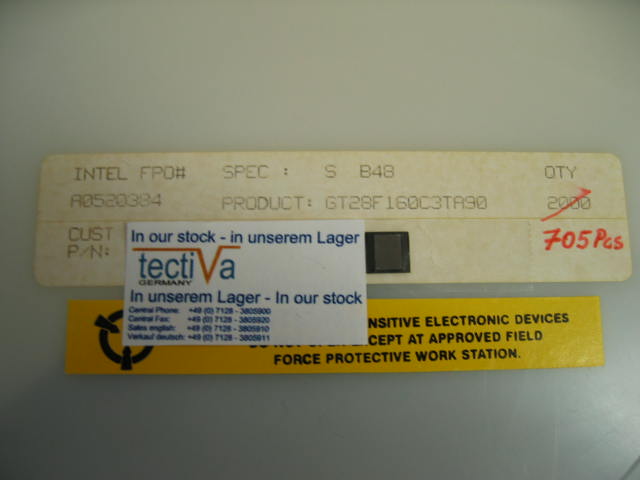 INTEL FPO# SPEC : S B48 QTY
A0520384 PRODUCT: GT28F160C3TA90 2000
CUST
P/N:
705 Pcs
In our stock - in unserem Lager
tectiVa
GERMANY
In unserem Lager - In our stock
Central Phone: +49 (0) 7128 - 3805900
Central Fax: +49 (0) 7128 - 3805920
Sales english: +49 (0) 7128 - 3805910
Verkauf deutsch: +49 (0) 7128 - 3805911
NSITIVE ELECTRONIC DEVICES
CEPT AT APPROVED FIELD
FORCE PROTECTIVE WORK STATION.